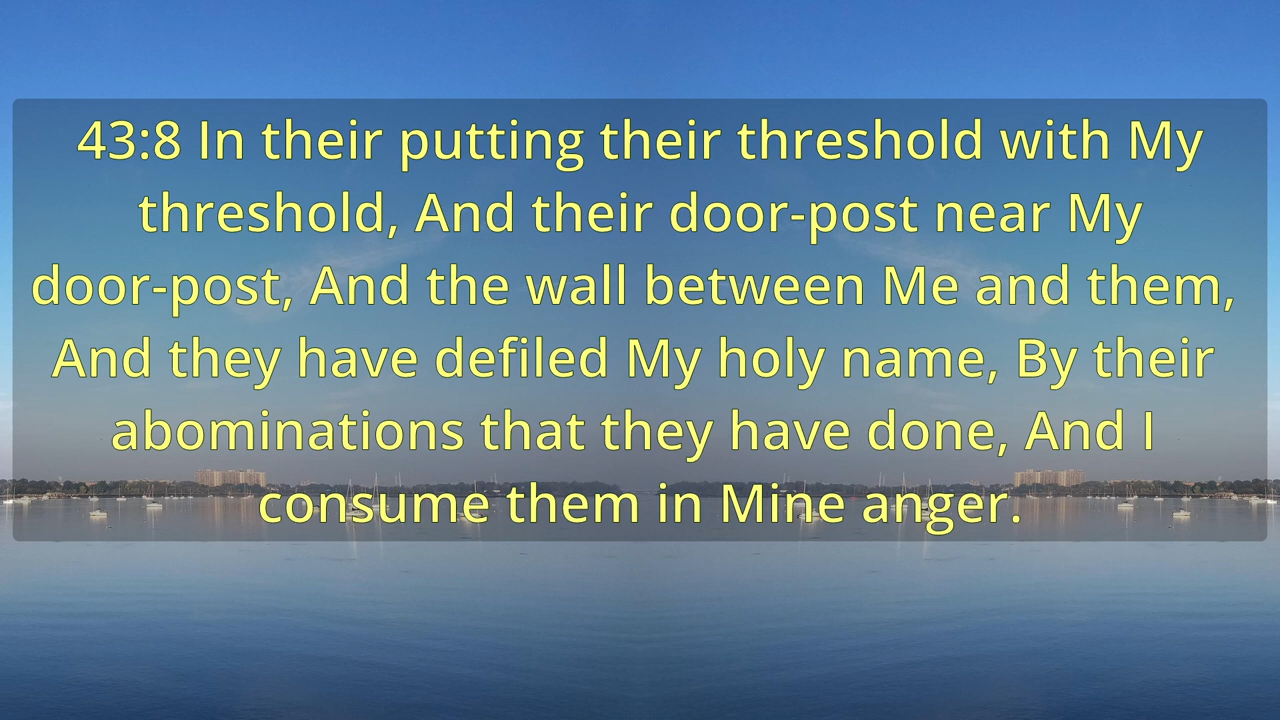 43:8 In their putting their threshold with My
threshold, And their door-post near My
door-post, And the wall between Me and them,
And they have defiled My holy name, By their
abominations that they have done, And I
consume them in Mine anger.